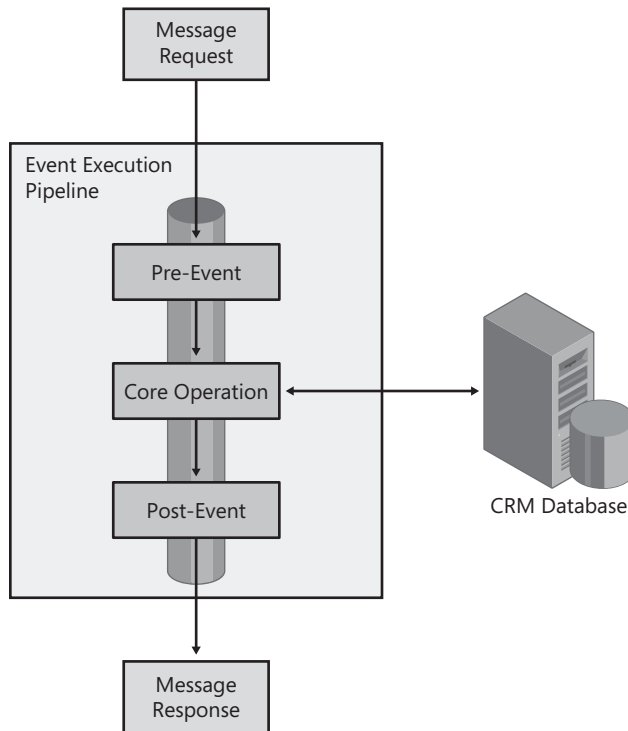 Message
Request
Event Execution
Pipeline
Pre-Event
Core Operation
Post-Event
CRM Database
Message
Response